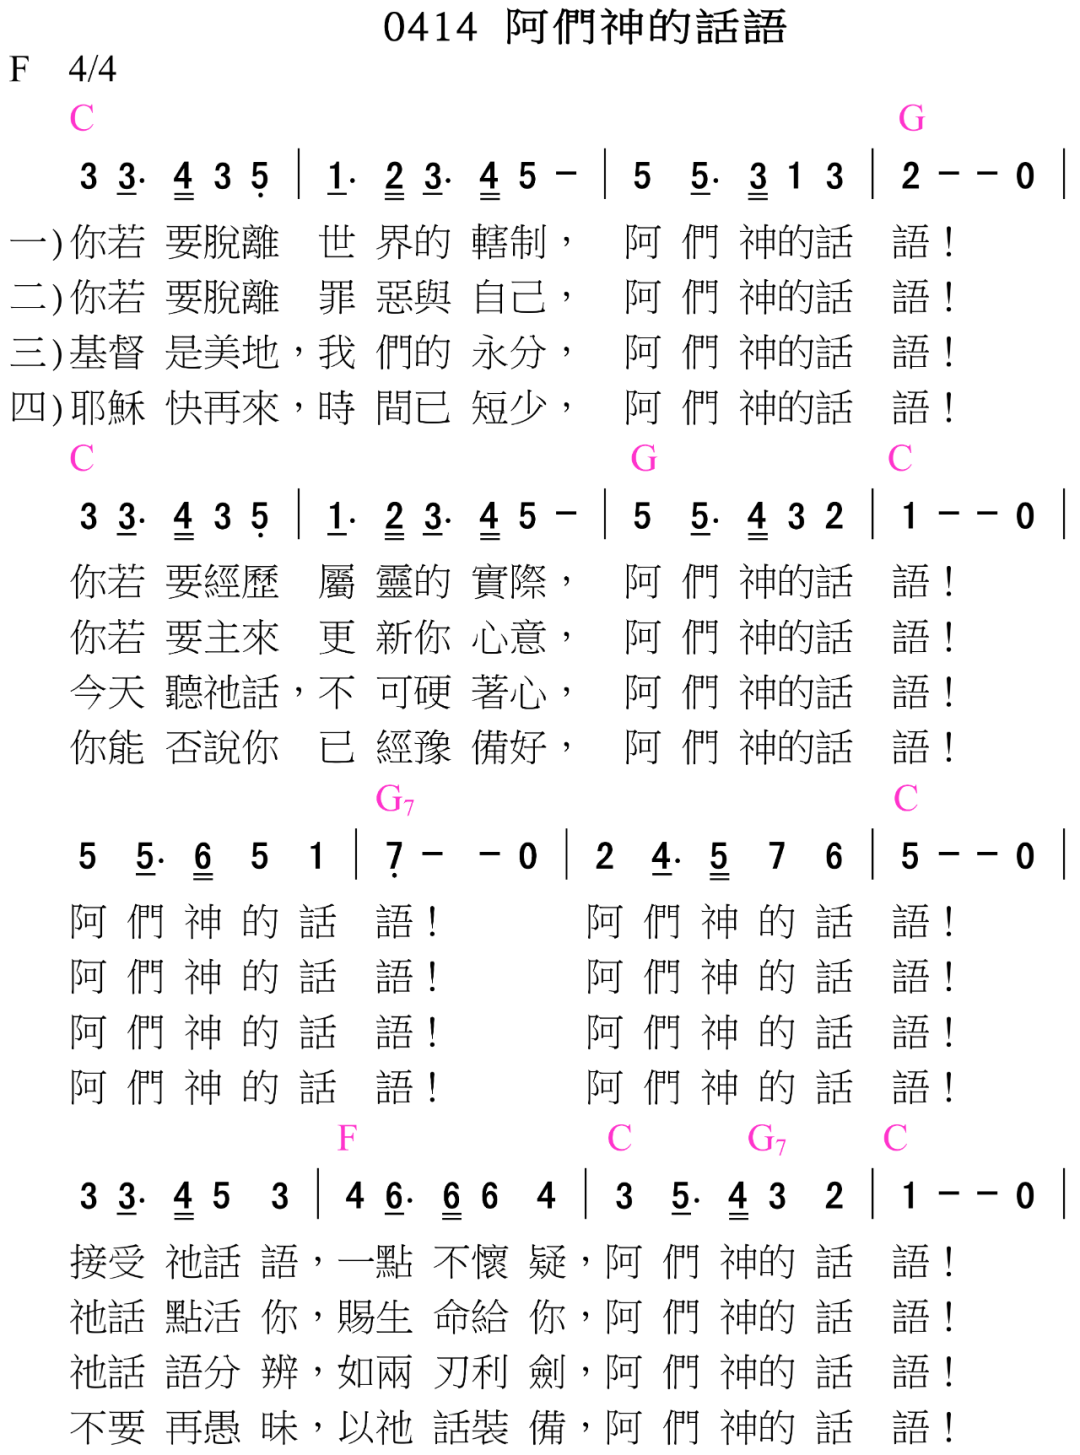 0414 阿們神的話語
F 4/4
C G
3 3· 4 3 5 | 1· 2 3· 4 5 － | 5 5· 3 1 3 | 2 － － 0 |
一)你若 要脫離 世 界的 轄制， 阿 們 神的話 語！
二)你若 要脫離 罪 惡與 自己， 阿 們 神的話 語！
三)基督 是美地，我 們的 永分， 阿 們 神的話 語！
四)耶穌 快再來，時 間已 短少， 阿 們 神的話 語！
C G C
3 3· 4 3 5 | 1· 2 3· 4 5 － | 5 5· 4 3 2 | 1 － － 0 |
你若 要經歷 屬 靈的 實際， 阿 們 神的話 語！
你若 要主來 更 新你 心意， 阿 們 神的話 語！
今天 聽祂話，不 可硬 著心， 阿 們 神的話 語！
你能 否說你 已 經豫 備好， 阿 們 神的話 語！
G7 C
5 5· 6 5 1 | 7 － － 0 | 2 4· 5 7 6 | 5 － － 0 |
阿 們 神 的 話 語！ 阿 們 神 的 話 語！
阿 們 神 的 話 語！ 阿 們 神 的 話 語！
阿 們 神 的 話 語！ 阿 們 神 的 話 語！
阿 們 神 的 話 語！ 阿 們 神 的 話 語！
F C G7 C
3 3· 4 5 3 | 4 6· 6 6 4 | 3 5· 4 3 2 | 1 － － 0 |
接受 祂話 語，一點 不懷 疑，阿 們 神的 話 語！
祂話 點活 你，賜生 命給 你，阿 們 神的 話 語！
祂話 語分 辨，如兩 刃利 劍，阿 們 神的 話 語！
不要 再愚 昧，以祂 話裝 備，阿 們 神的 話 語！